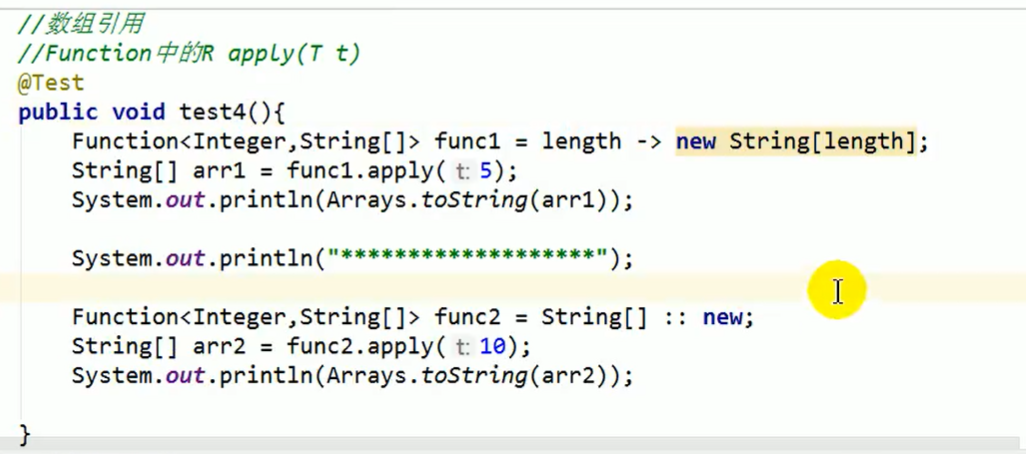 //数组引用
//Function中的R apply(T t)
@Test
public void test4(){
Function<Integer,String[]> func1 = length -> new String[length];
String[] arr1 = func1.apply( t: 5);
System.out.println(Arrays.toString(arr1));
System.out.println("*******************");
Function<Integer,String[]> func2 = String[] :: new;
String[] arr2 = func2.apply( t: 10);
System.out.println(Arrays.toString(arr2));
}